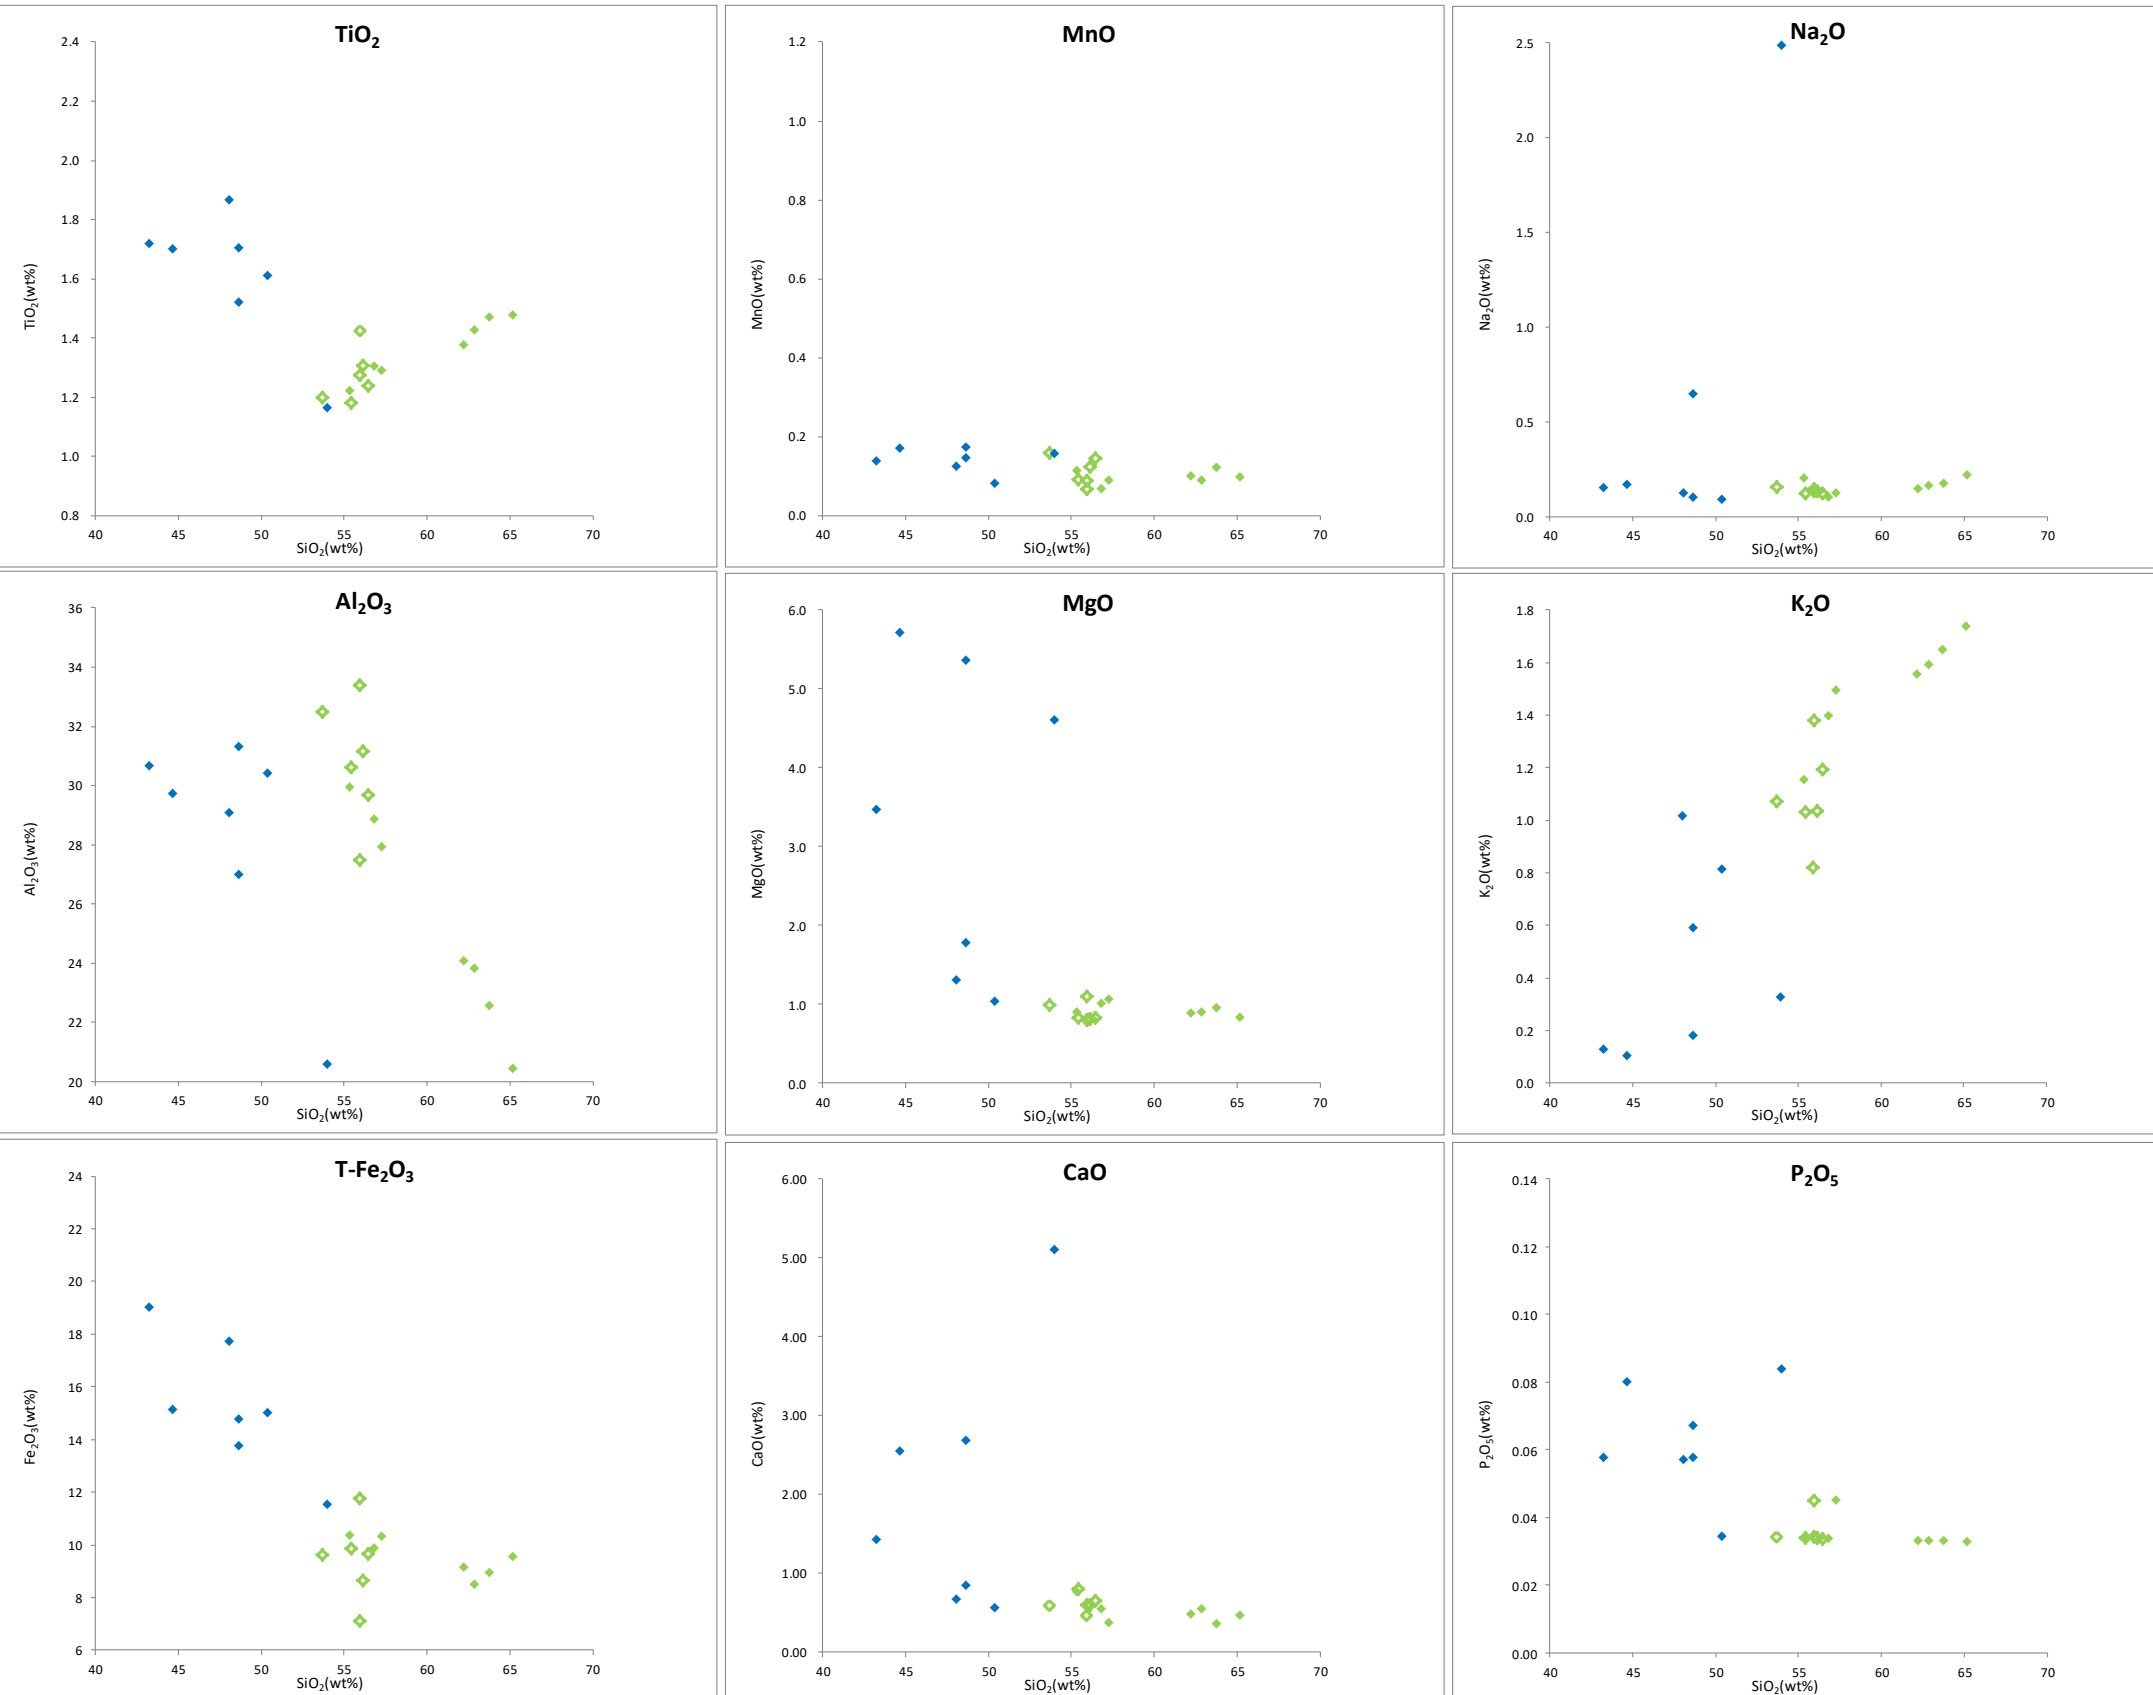 TiO₂
2.4
2.2
2.0
1.8
1.6
1.4
1.2
1.0
0.8
TiO₂(wt%)
40 45 50 55 60 65 70
SiO₂(wt%)
MnO
1.2
1.0
0.8
0.6
0.4
0.2
0.0
MnO(wt%)
40 45 50 55 60 65 70
SiO₂(wt%)
Na₂O
2.5
2.0
1.5
1.0
0.5
0.0
Na₂O(wt%)
40 45 50 55 60 65 70
SiO₂(wt%)
Al₂O₃
36
34
32
30
28
26
24
22
20
Al₂O₃(wt%)
40 45 50 55 60 65 70
SiO₂(wt%)
MgO
6.0
5.0
4.0
3.0
2.0
1.0
0.0
MgO(wt%)
40 45 50 55 60 65 70
SiO₂(wt%)
K₂O
1.8
1.6
1.4
1.2
1.0
0.8
0.6
0.4
0.2
0.0
K₂O(wt%)
40 45 50 55 60 65 70
SiO₂(wt%)
T-Fe₂O₃
24
22
20
18
16
14
12
10
8
6
Fe₂O₃(wt%)
40 45 50 55 60 65 70
SiO₂(wt%)
CaO
6.00
5.00
4.00
3.00
2.00
1.00
0.00
CaO(wt%)
40 45 50 55 60 65 70
SiO₂(wt%)
P₂O₅
0.14
0.12
0.10
0.08
0.06
0.04
0.02
0.00
P₂O₅(wt%)
40 45 50 55 60 65 70
SiO₂(wt%)